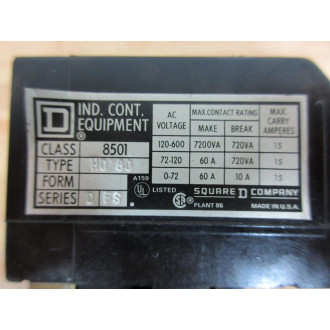 D IND. CONT. EQUIPMENT
®
CLASS 8501
TYPE
FORM
SERIES
AC VOLTAGE
MAX. CONTACT RATING
MAKE BREAK
MAX. CARRY AMPERES
120-600 7200VA 720VA 15
72-120 60 A 720VA 15
0-72 60 A 10 A 15
A159
UL LISTED SA ® SQUARE D COMPANY
PLANT 86 MADE IN U.S.A.